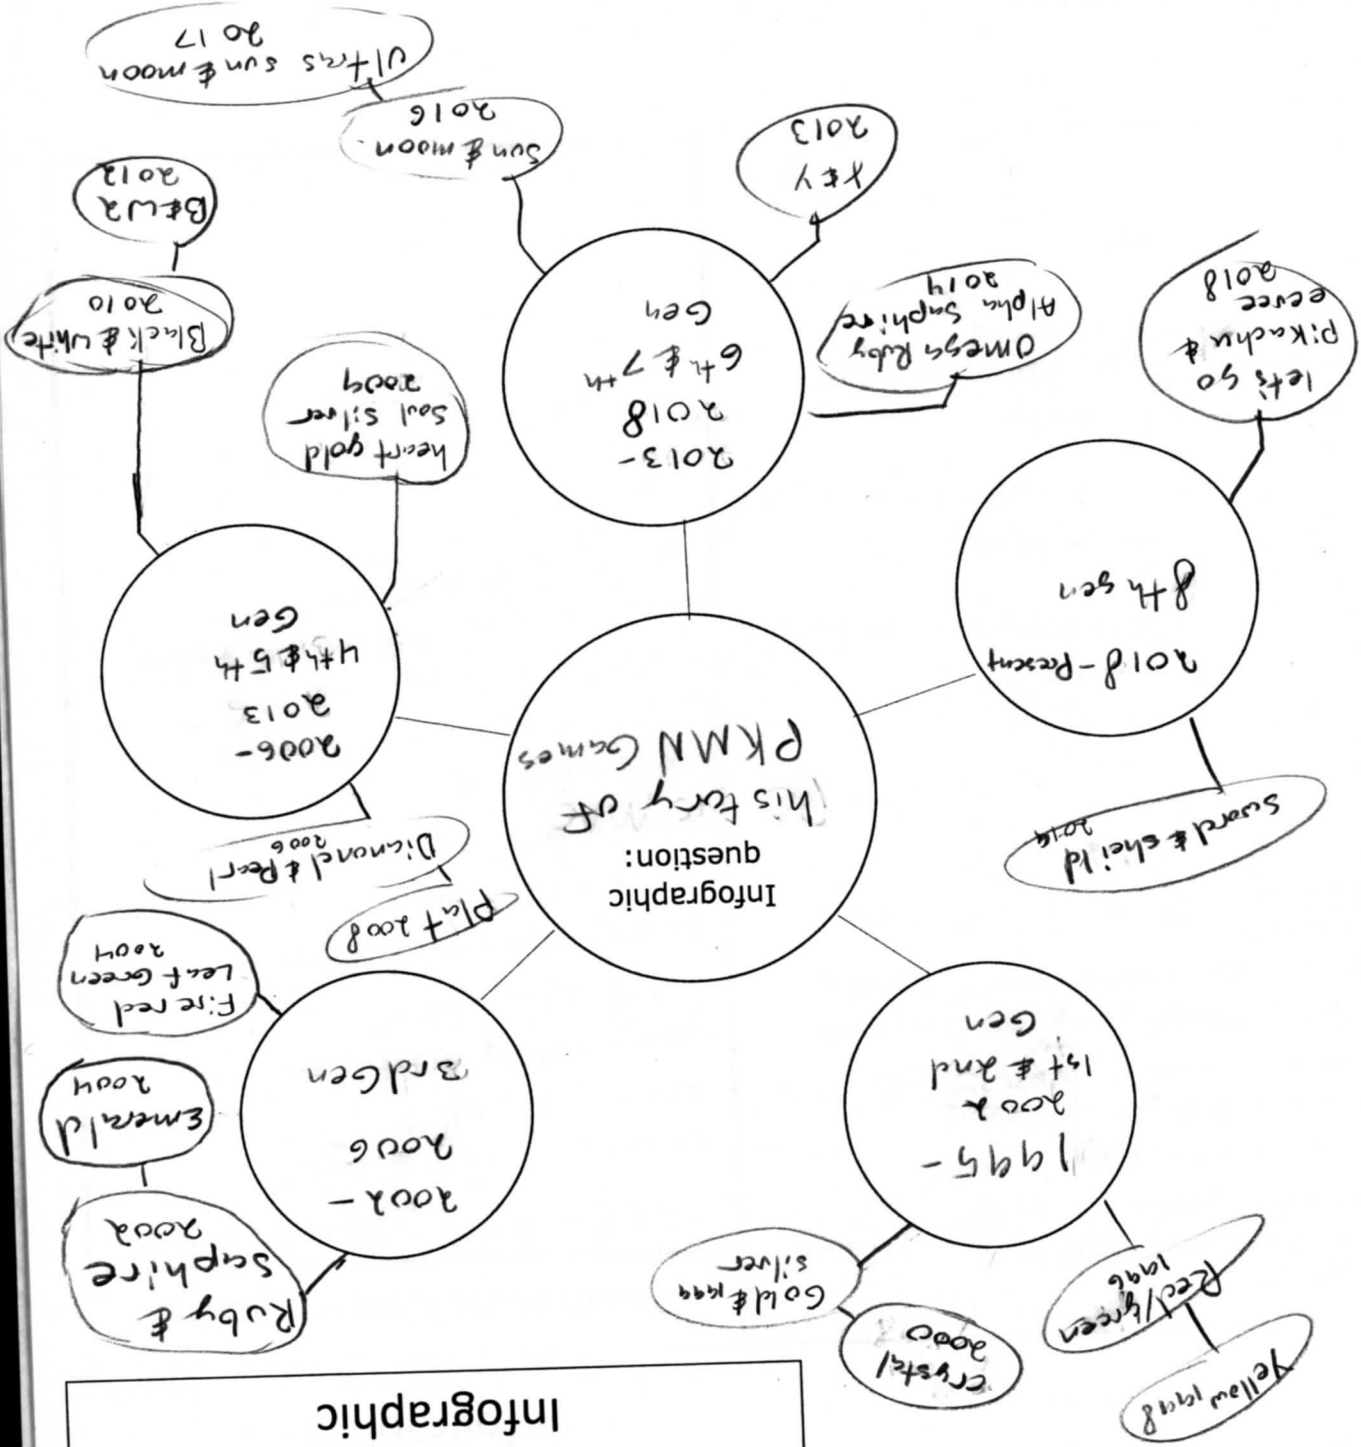 Infographic
Yellow 1998
Red/green
1996
Crystal
2000
Gold & 1999
silver
1995-
2002
1st & 2nd
Gen
Ruby &
Saphire
2002
Emerald
2004
Fire red
Leaf Green
2004
2002-
2006
3rd Gen
Infographic
question:
history of
PKMN Games
Plat 2008
Diamond & Pearl
2006
2006-
2013
4th & 5th
Gen
heart gold
Soul silver
2009
Black & white
2010
B&W2
2012
2013-
2018
6th & 7th
Gen
Sun & moon
2016
Ultras sun & moon
2017
X & Y
2013
Omega Ruby
Alpha Saphire
2014
Sword & sheild
2019
2018-Present
8th gen
let's go
Pikachu &
eevee
2018